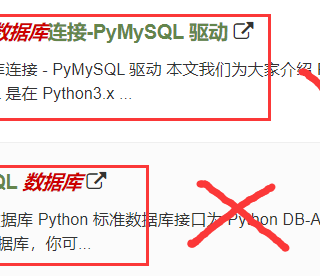 数据库连接-PyMySQL 驱动
连接 - PyMySQL 驱动 本文我们为大家介绍
是在 Python3.x ...
QL 数据库
据库 Python 标准数据库接口为 Python DB-A
据库，你可...